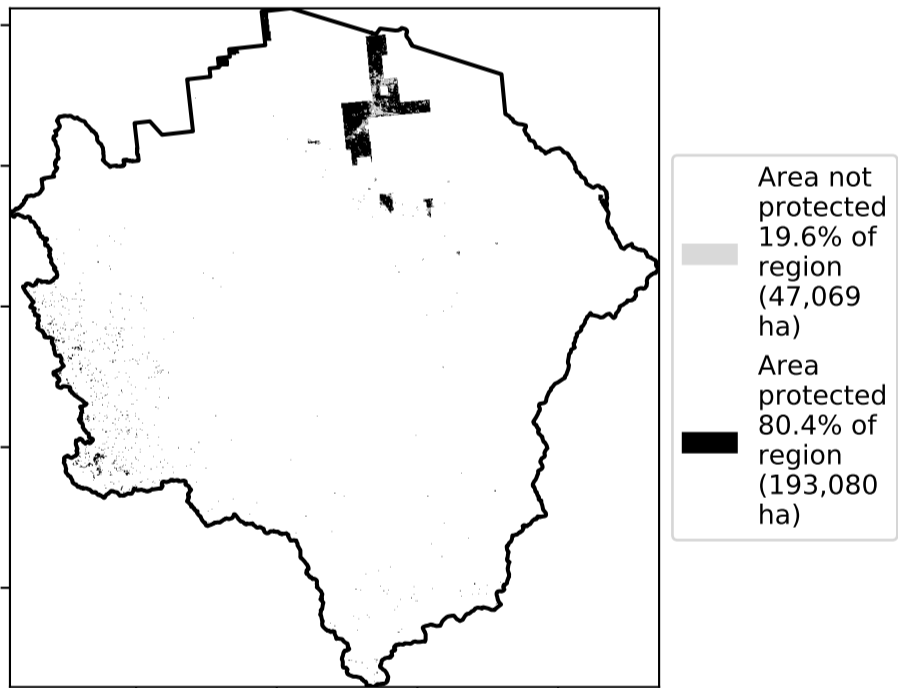 Area not
protected
19.6% of
region
(47,069
ha)
Area
protected
80.4% of
region
(193,080
ha)